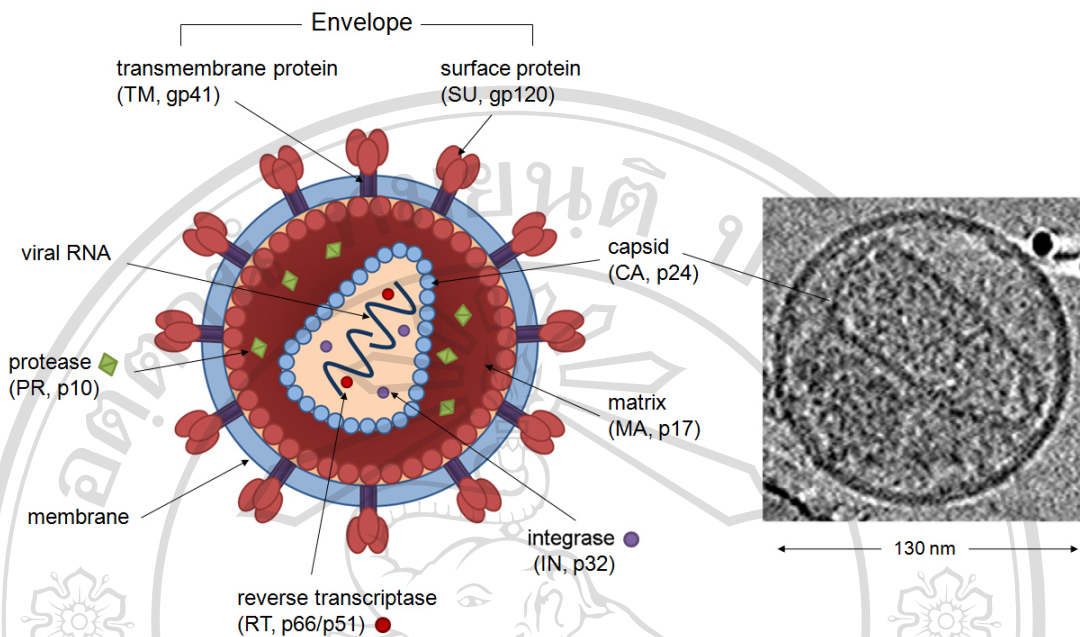 Envelope
transmembrane protein
(TM, gp41)
surface protein
(SU, gp120)
viral RNA
capsid
(CA, p24)
protease
(PR, p10)
matrix
(MA, p17)
membrane
integrase
(IN, p32)
reverse transcriptase
(RT, p66/p51)
130 nm